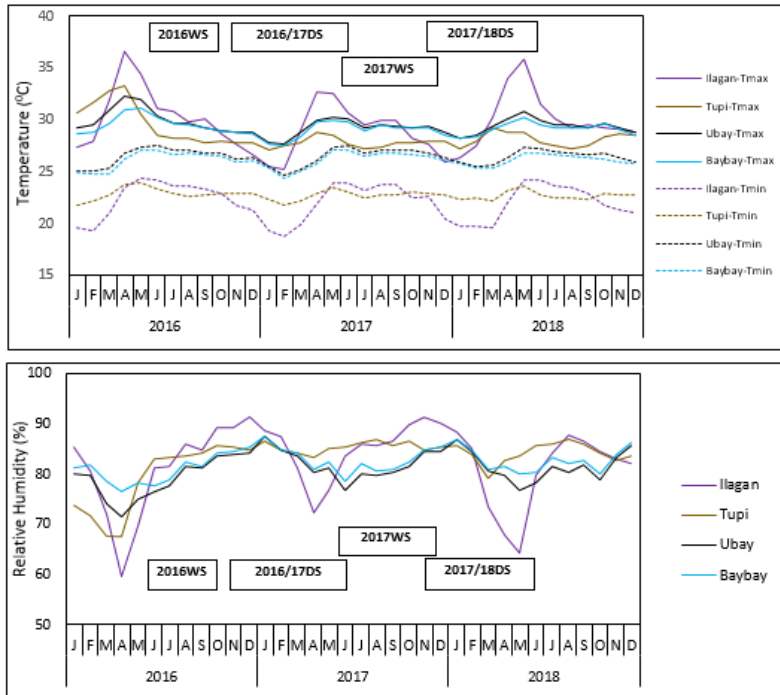 2016WS
2016/17DS
2017WS
2017/18DS
40
35
30
25
20
15
Temperature (⁰C)
J F M A M J J A S O N D J F M A M J J A S O N D J F M A M J J A S O N D
2016 2017 2018
Ilagan-Tmax
Tupi-Tmax
Ubay-Tmax
Baybay-Tmax
Ilagan-Tmin
Tupi-Tmin
Ubay-Tmin
Baybay-Tmin
100
90
80
70
60
50
Relative Humidity (%)
2017WS
2016WS
2016/17DS
2017/18DS
J F M A M J J A S O N D J F M A M J J A S O N D J F M A M J J A S O N D
2016 2017 2018
Ilagan
Tupi
Ubay
Baybay